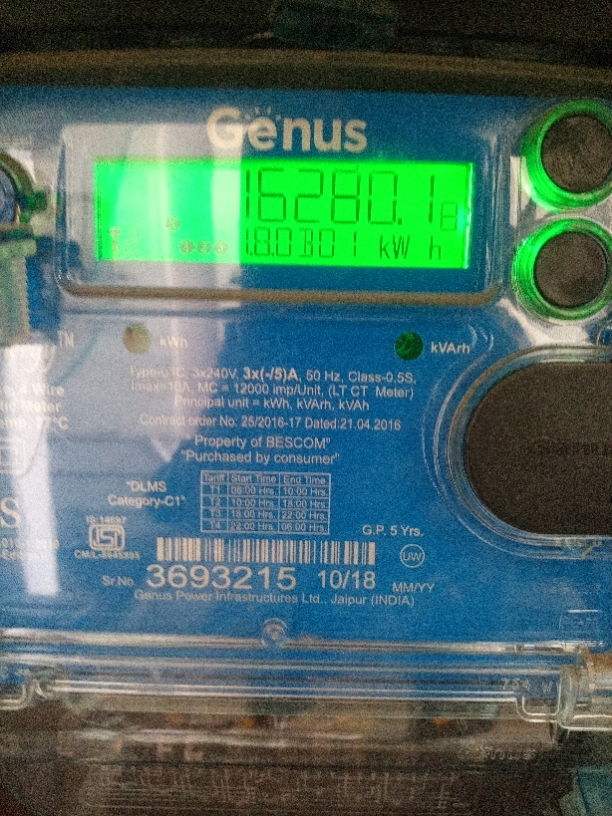 Genus
16280.1
1.8.0 kW h
kWh
kVArh
3x240V, 3x(-/5)A, 50 Hz, Class-0.5S,
Imax=10A, MC = 12000 imp/Unit, (LT CT Meter)
Principal unit = kWh, kVArh, kVAh
Contract order No: 25/2016-17 Dated:21.04.2016
Property of BESCOM"
"Purchased by consumer"
"DLMS
Category-C1"
Tariff Start Time End Time
T1 06:00 Hrs. 10:00 Hrs.
T2 10:00 Hrs. 18:00 Hrs.
T3 18:00 Hrs. 22:00 Hrs.
T4 22:00 Hrs. 06:00 Hrs.
G.P. 5 Yrs.
Sr.No. 3693215 10/18 MM/YY
Genus Power Infrastructures Ltd., Jaipur (INDIA)